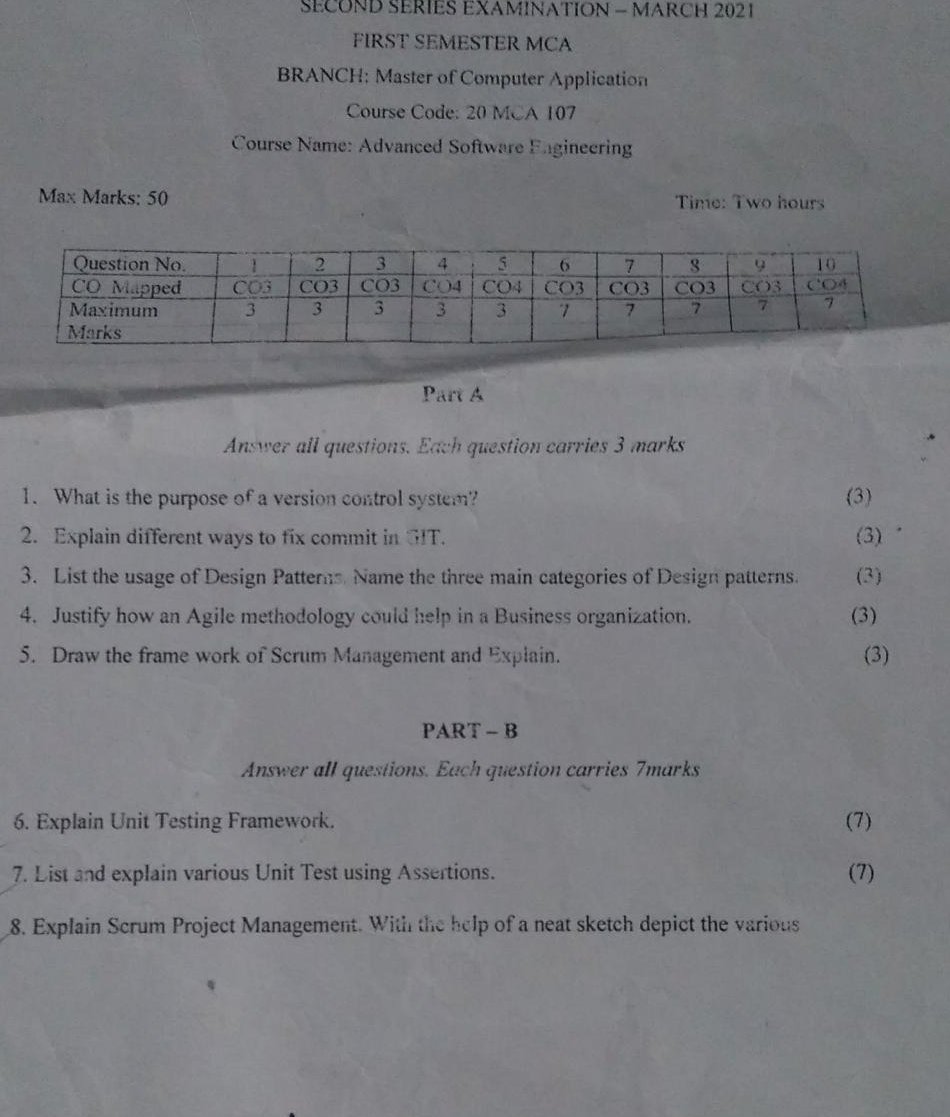 SECOND SERIES EXAMINATION – MARCH 2021
FIRST SEMESTER MCA
BRANCH: Master of Computer Application
Course Code: 20 MCA 107
Course Name: Advanced Software Engineering
Max Marks: 50 Time: Two hours
Question No. 1 2 3 4 5 6 7 8 9 10
CO Mapped CO3 CO3 CO3 CO4 CO4 CO3 CO3 CO3 CO3 CO4
Maximum 3 3 3 3 3 7 7 7 7 7
Marks
Part A
Answer all questions. Each question carries 3 marks
1. What is the purpose of a version control system? (3)
2. Explain different ways to fix commit in GIT. (3)
3. List the usage of Design Patterns. Name the three main categories of Design patterns. (3)
4. Justify how an Agile methodology could help in a Business organization. (3)
5. Draw the frame work of Scrum Management and Explain. (3)
PART – B
Answer all questions. Each question carries 7marks
6. Explain Unit Testing Framework. (7)
7. List and explain various Unit Test using Assertions. (7)
8. Explain Scrum Project Management. With the help of a neat sketch depict the various